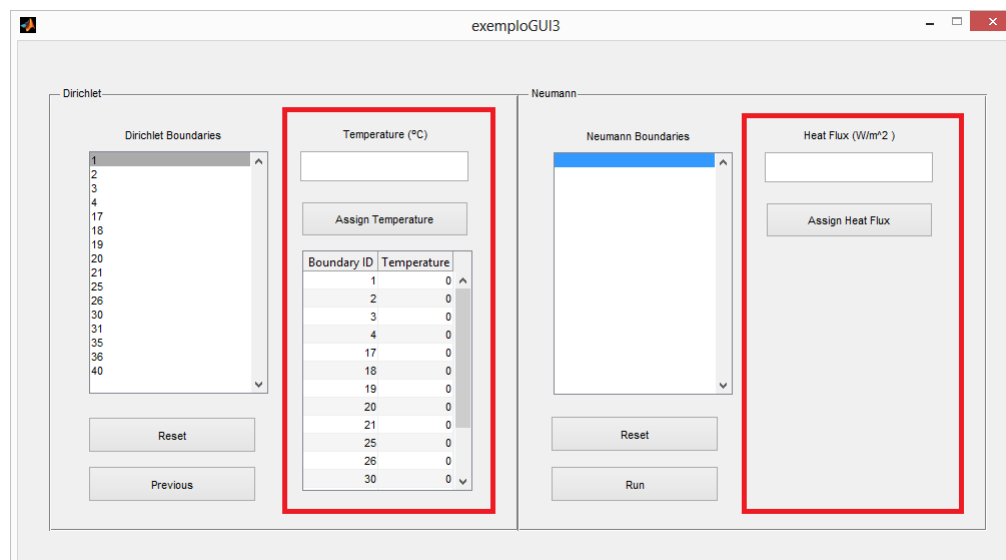 exemploGUI3
Dirichlet
Dirichlet Boundaries
1
2
3
4
17
18
19
20
21
25
26
30
31
35
36
40
Reset
Previous
Temperature (ºC)
Assign Temperature
Boundary ID Temperature
1 0
2 0
3 0
4 0
17 0
18 0
19 0
20 0
21 0
25 0
26 0
30 0
Neumann
Neumann Boundaries
Reset
Run
Heat Flux (W/m^2 )
Assign Heat Flux